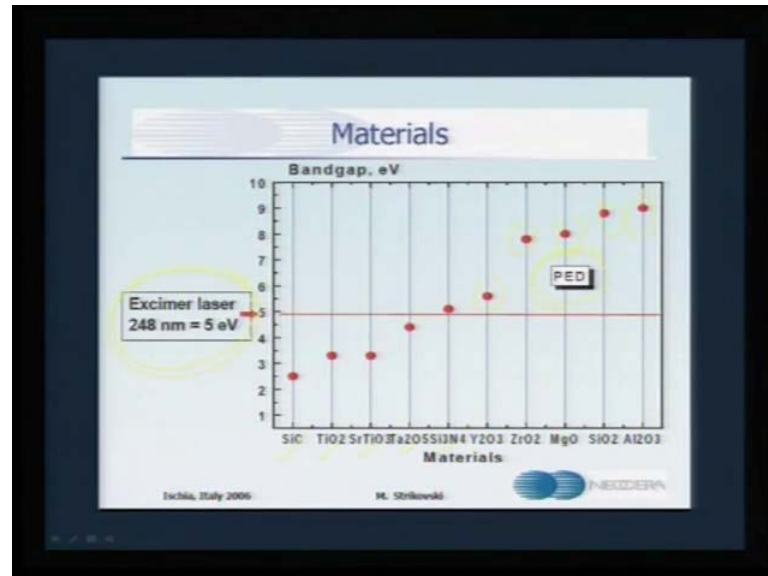 Materials
Bandgap, eV
10
9
8
7
6
5
4
3
2
1
Excimer laser
248 nm = 5 eV
PED
SiC TiO2 SrTiO3 Ta2O5 Si3N4 Y2O3 ZrO2 MgO SiO2 Al2O3
Materials
Ischia, Italy 2006 M. Strikovski NEOCERA